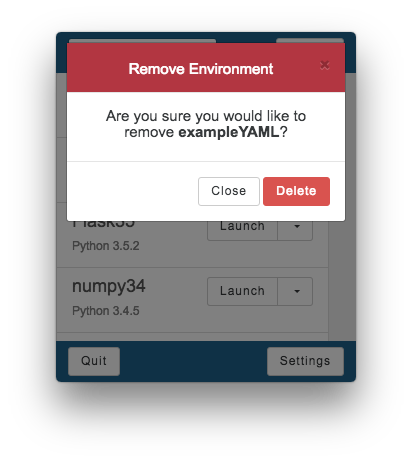 Remove Environment
×
Are you sure you would like to
remove exampleYAML?
Close
Delete
Flask35
Launch
Python 3.5.2
numpy34
Launch
Python 3.4.5
Quit
Settings